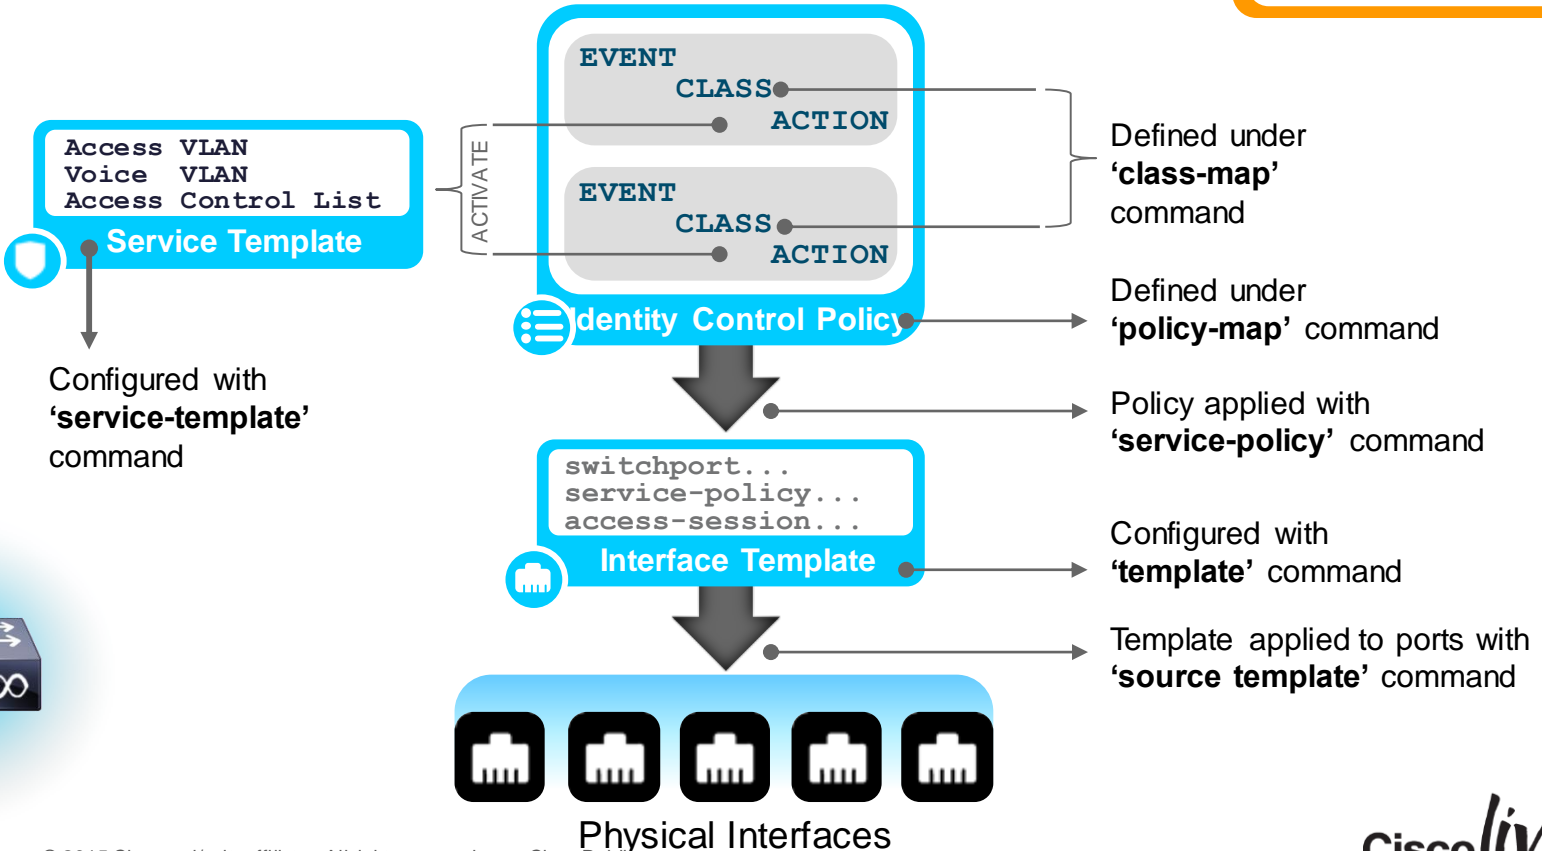 EVENT
CLASS
ACTION
EVENT
CLASS
ACTION
Identity Control Policy
ACTIVATE
Access VLAN
Voice VLAN
Access Control List
Service Template
Configured with
‘service-template’
command
Defined under
‘class-map’
command
Defined under
‘policy-map’ command
Policy applied with
‘service-policy’ command
switchport...
service-policy...
access-session...
Interface Template
Configured with
‘template’ command
Template applied to ports with
‘source template’ command
Physical Interfaces
Cisco